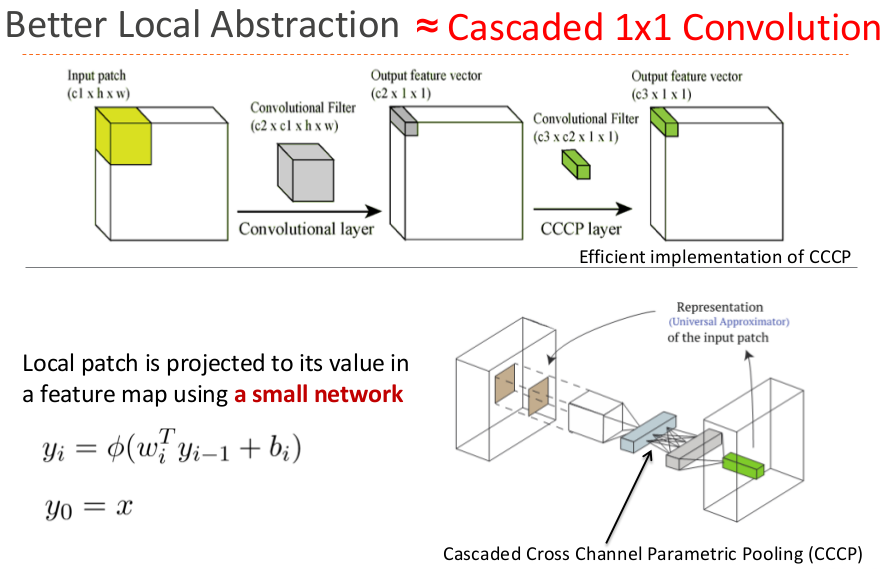 Better Local Abstraction ≈ Cascaded 1x1 Convolution
Input patch
(c1 x h x w)
Convolutional Filter
(c2 x c1 x h x w)
Convolutional layer
Output feature vector
(c2 x 1 x 1)
Convolutional Filter
(c3 x c2 x 1 x 1)
CCCP layer
Output feature vector
(c3 x 1 x 1)
Efficient implementation of CCCP
Local patch is projected to its value in
a feature map using a small network
y_i = ϕ(w_i^T y_{i−1} + b_i)
y_0 = x
Representation
(Universal Approximator)
of the input patch
Cascaded Cross Channel Parametric Pooling (CCCP)